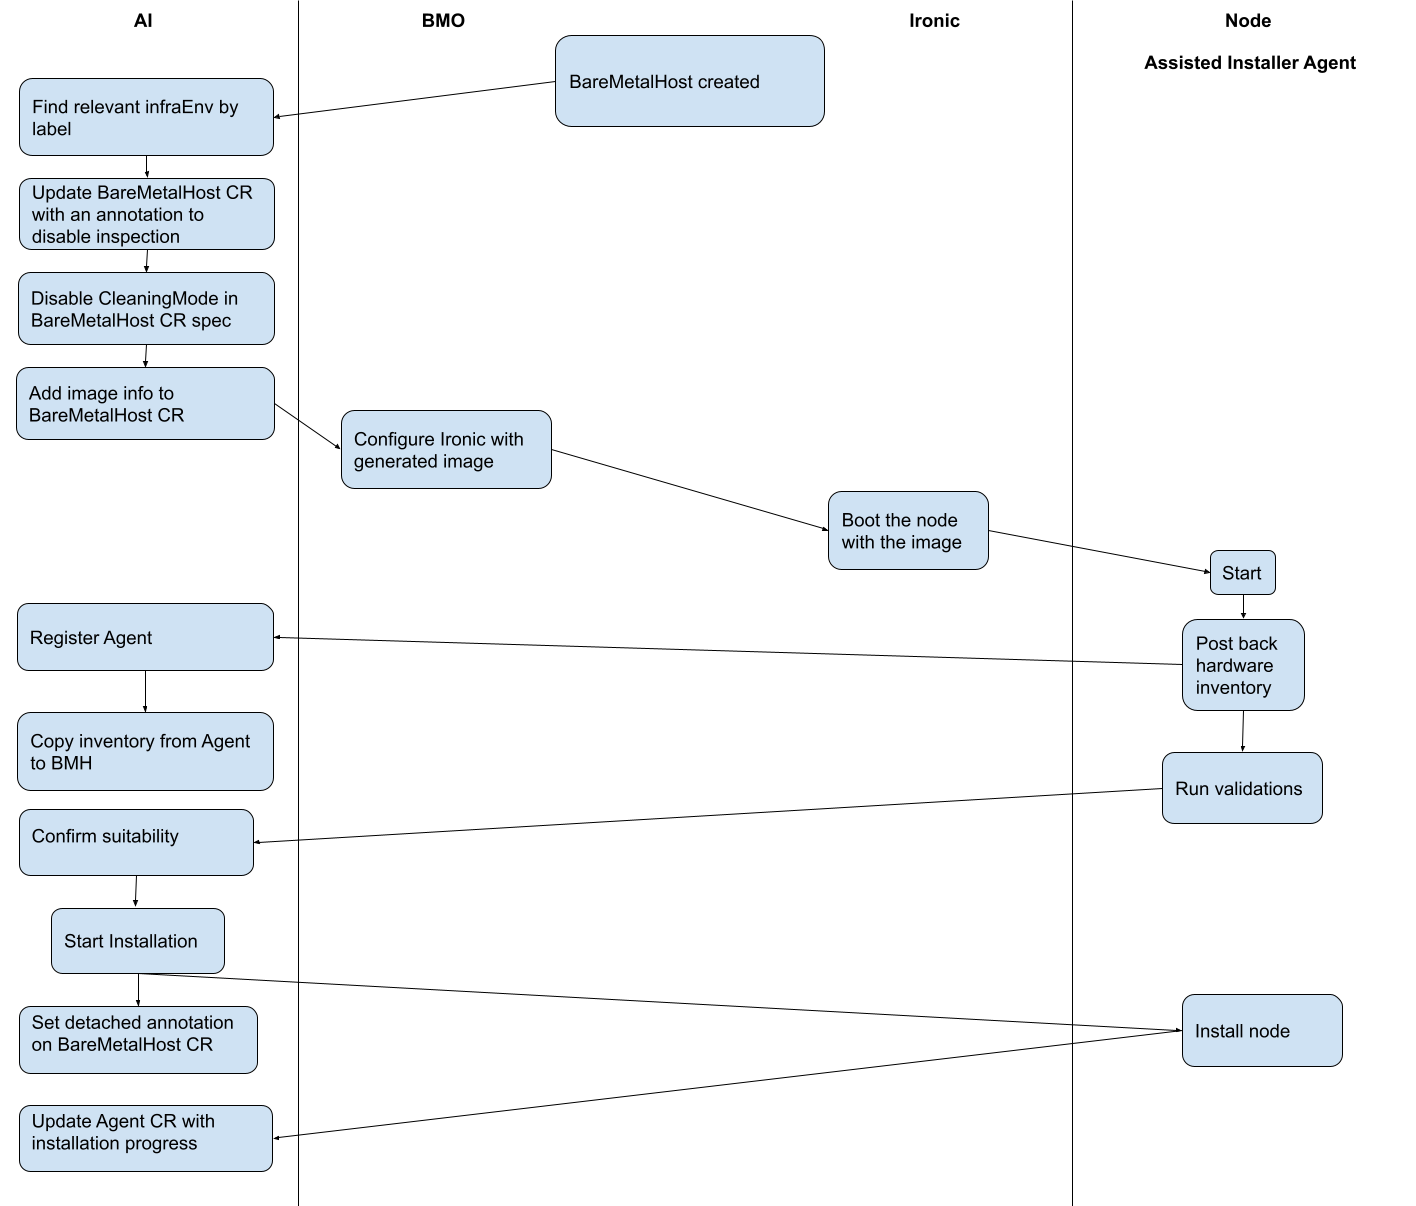 AI
BMO
Ironic
Node
Assisted Installer Agent
BareMetalHost created
Find relevant infraEnv by
label
Update BareMetalHost CR
with an annotation to
disable inspection
Disable CleaningMode in
BareMetalHost CR spec
Add image info to
BareMetalHost CR
Configure Ironic with
generated image
Boot the node
with the image
Start
Register Agent
Post back
hardware
inventory
Copy inventory from Agent
to BMH
Run validations
Confirm suitability
Start Installation
Set detached annotation
on BareMetalHost CR
Install node
Update Agent CR with
installation progress